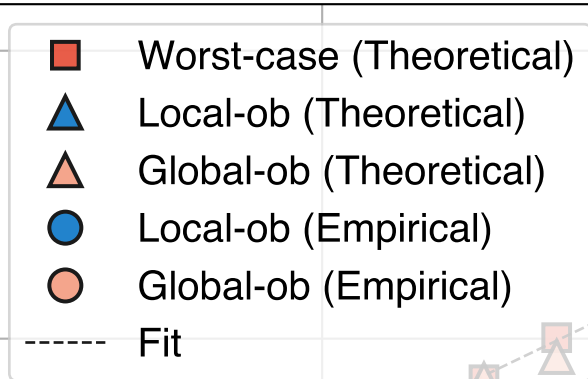 Worst-case (Theoretical)
Local-ob (Theoretical)
Global-ob (Theoretical)
Local-ob (Empirical)
Global-ob (Empirical)
Fit